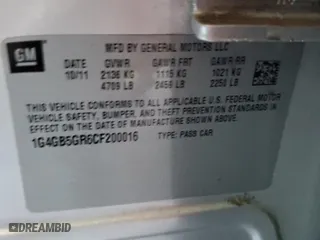 GM
MFD BY GENERAL MOTORS LLC
DATE GVWR GAWR FRT GAWR RR
10/11 2136 KG 1115 KG 1021 KG
4709 LB 2458 LB 2250 LB
THIS VEHICLE CONFORMS TO ALL APPLICABLE U.S. FEDERAL MOTOR
VEHICLE SAFETY, BUMPER, AND THEFT PREVENTION STANDARDS
IN EFFECT ON THE DATE OF MANUFACTURE SHOWN ABOVE.
1G4GB5GR6CF200016 TYPE: PASS CAR
DREAMBID